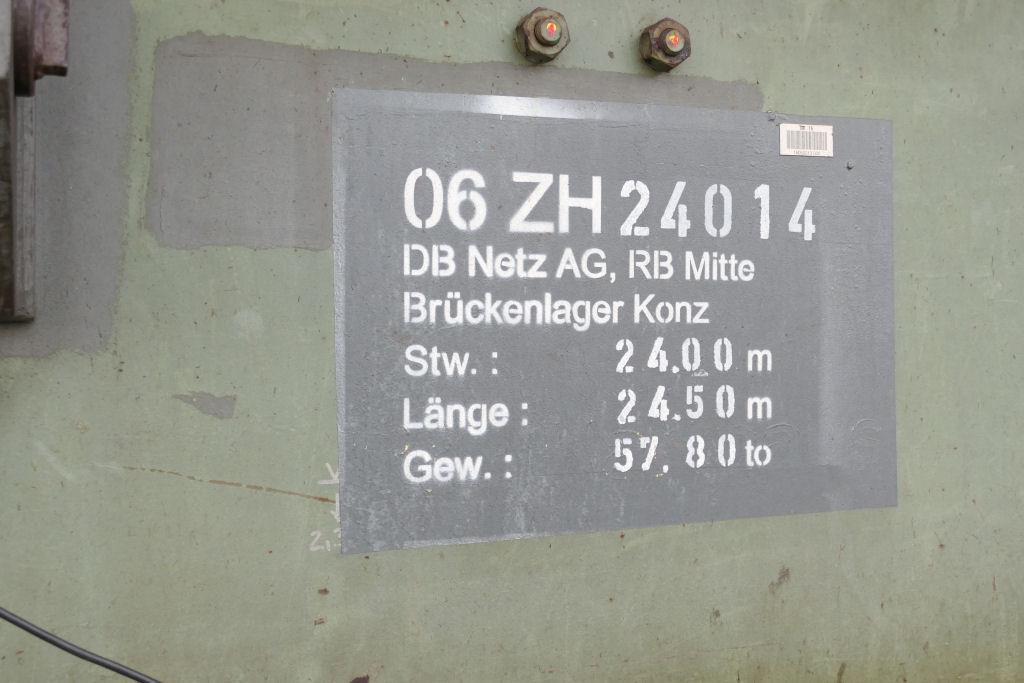 06 ZH 24014
DB Netz AG, RB Mitte
Brückenlager Konz
Stw. : 24.00 m
Länge : 24.50 m
Gew. : 57.80 to